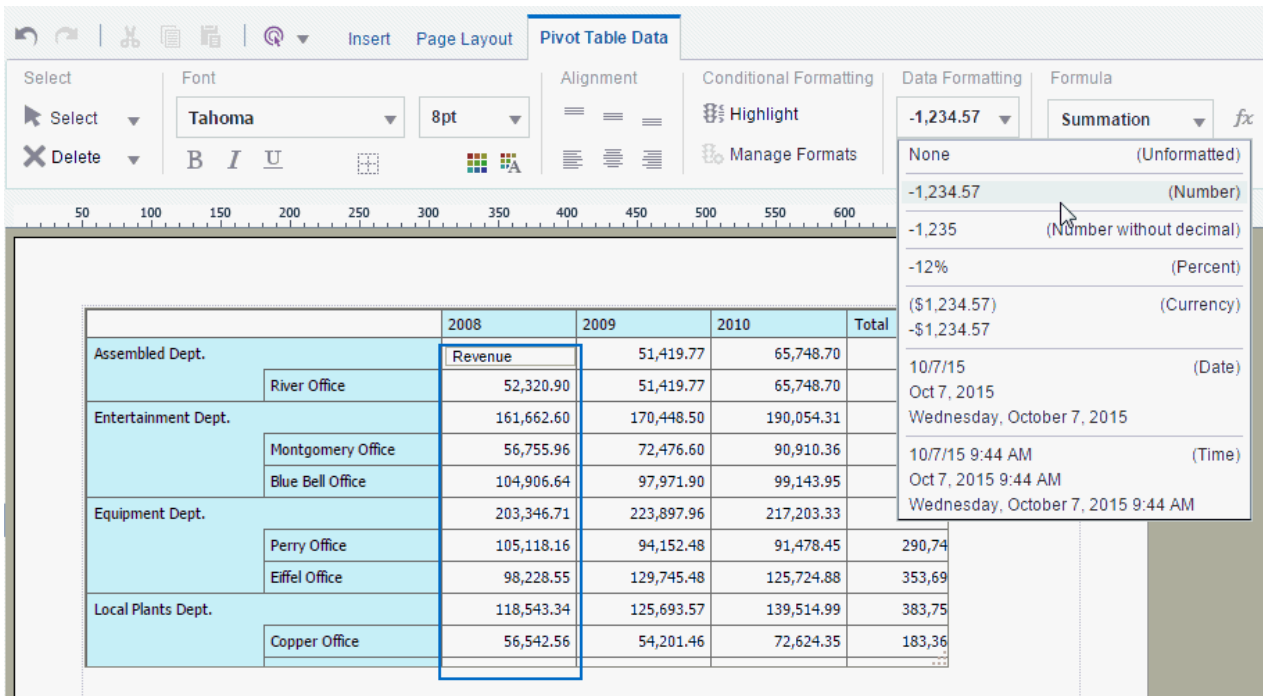 Insert Page Layout Pivot Table Data
Select Font Alignment Conditional Formatting Data Formatting Formula
Select Tahoma 8pt Highlight -1,234.57 Summation fx
Delete B I U Manage Formats
None (Unformatted)
-1,234.57 (Number)
-1,235 (Number without decimal)
-12% (Percent)
($1,234.57) (Currency)
-$1,234.57
10/7/15 (Date)
Oct 7, 2015
Wednesday, October 7, 2015
10/7/15 9:44 AM (Time)
Oct 7, 2015 9:44 AM
Wednesday, October 7, 2015 9:44 AM
50 100 150 200 250 300 350 400 450 500 550 600
2008 2009 2010 Total
Assembled Dept. Revenue 51,419.77 65,748.70
River Office 52,320.90 51,419.77 65,748.70
Entertainment Dept. 161,662.60 170,448.50 190,054.31
Montgomery Office 56,755.96 72,476.60 90,910.36
Blue Bell Office 104,906.64 97,971.90 99,143.95
Equipment Dept. 203,346.71 223,897.96 217,203.33
Perry Office 105,118.16 94,152.48 91,478.45 290,74
Eiffel Office 98,228.55 129,745.48 125,724.88 353,69
Local Plants Dept. 118,543.34 125,693.57 139,514.99 383,75
Copper Office 56,542.56 54,201.46 72,624.35 183,36